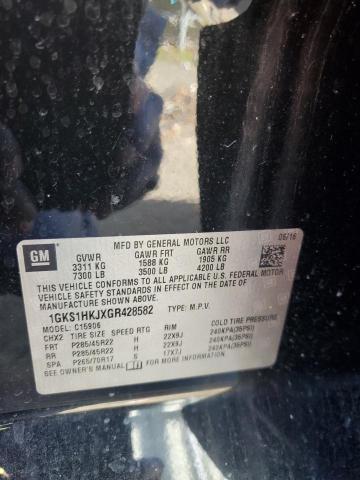 GM
MFD BY GENERAL MOTORS LLC 06/16
GVWR GAWR FRT GAWR RR
3311 KG 1588 KG 1905 KG
7300 LB 3500 LB 4200 LB
THIS VEHICLE CONFORMS TO ALL APPLICABLE U.S.
FEDERAL MOTOR VEHICLE SAFETY STANDARDS IN
EFFECT ON THE DATE OF MANUFACTURE SHOWN ABOVE.
1GKS1HKJXGR428582 TYPE: M.P.V.
MODEL: C15906
CHX2 TIRE SIZE SPEED RTG RIM COLD TIRE PRESSURE
FRT P285/45R22 H 22X9J 240KPA(35PSI)
RR P285/45R22 H 22X9J 240KPA(35PSI)
SPA P265/70R17 S 17X7J 240KPA(35PSI)
SEE OWNER'S MANUAL FOR ADDITIONAL INFORMATION